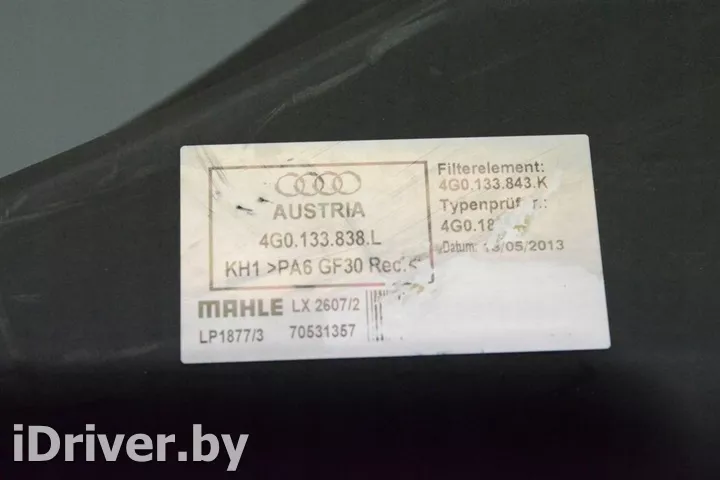 AUSTRIA
4G0.133.838.L
KH1 >PA6 GF30 Rec.<
Filterelement:
4G0.133.843.K
4G0.18
Datum: 13/05/2013
MAHLE LX 2607/2
LP1877/3 70531357
iDriver.by